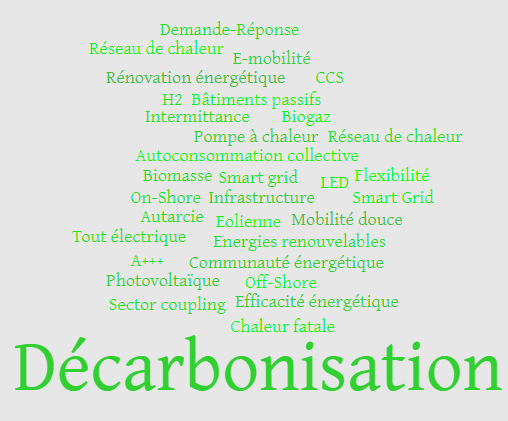 Demande-Réponse
Réseau de chaleur
E-mobilité
Rénovation énergétique CCS
H2 Bâtiments passifs
Intermittance Biogaz
Pompe à chaleur Réseau de chaleur
Autoconsommation collective
Biomasse Smart grid LED Flexibilité
On-Shore Infrastructure Smart Grid
Autarcie Eolienne Mobilité douce
Tout électrique Energies renouvelables
A+++ Communauté énergétique
Photovoltaïque Off-Shore
Sector coupling Efficacité énergétique
Chaleur fatale
Décarbonisation